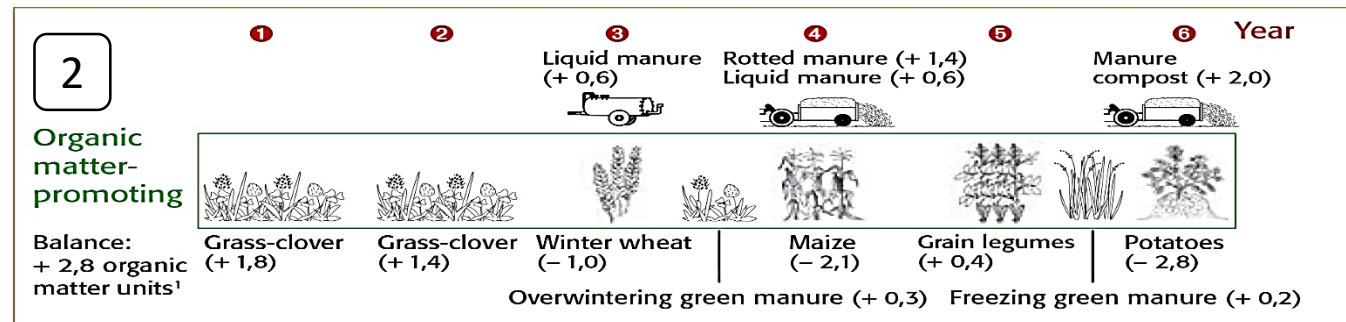 1 2 3 4 5 6 Year
2
Liquid manure
(+ 0,6)
Rotted manure (+ 1,4)
Liquid manure (+ 0,6)
Manure
compost (+ 2,0)
Organic
matter-
promoting
Balance:
+ 2,8 organic
matter units¹
Grass-clover
(+ 1,8)
Grass-clover
(+ 1,4)
Winter wheat
(– 1,0)
Maize
(– 2,1)
Grain legumes
(+ 0,4)
Potatoes
(– 2,8)
Overwintering green manure (+ 0,3)
Freezing green manure (+ 0,2)